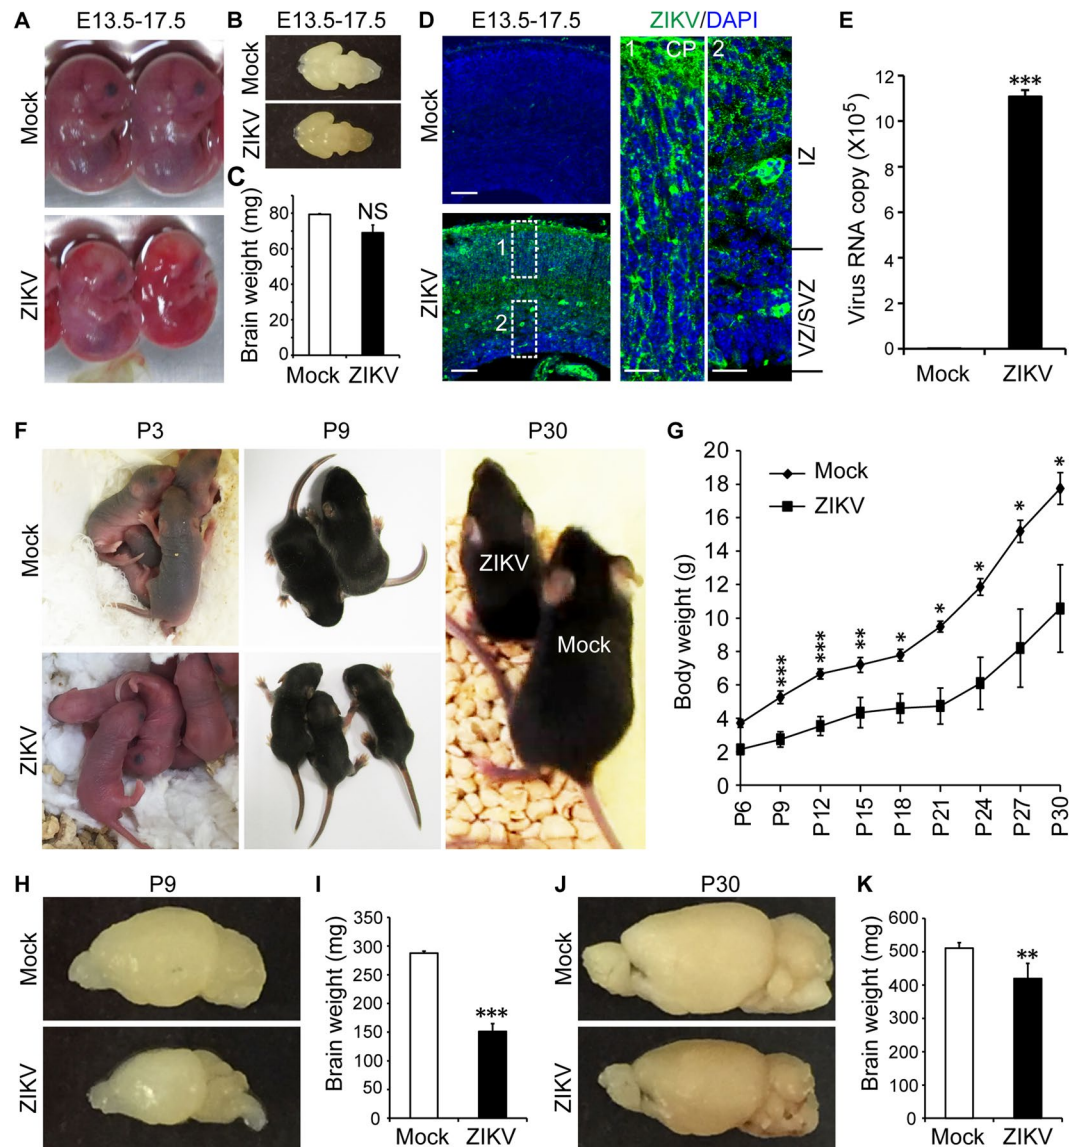 A E13.5-17.5
Mock
ZIKV
B E13.5-17.5
Mock
ZIKV
C
Brain weight (mg)
100
80
60
40
20
0
NS
Mock ZIKV
D E13.5-17.5 ZIKV/DAPI
Mock
ZIKV
1
2
1 CP 2
IZ
VZ/SVZ
E
Virus RNA copy (X10⁵)
12
10
8
6
4
2
0
***
Mock ZIKV
F P3 P9 P30
Mock
ZIKV
ZIKV
Mock
G
Body weight (g)
20
18
16
14
12
10
8
6
4
2
0
Mock
ZIKV
*** *** ** * * * * *
P6 P9 P12 P15 P18 P21 P24 P27 P30
H P9
Mock
ZIKV
I
Brain weight (mg)
350
300
250
200
150
100
50
0
***
Mock ZIKV
J P30
Mock
ZIKV
K
Brain weight (mg)
600
500
400
300
200
100
0
**
Mock ZIKV